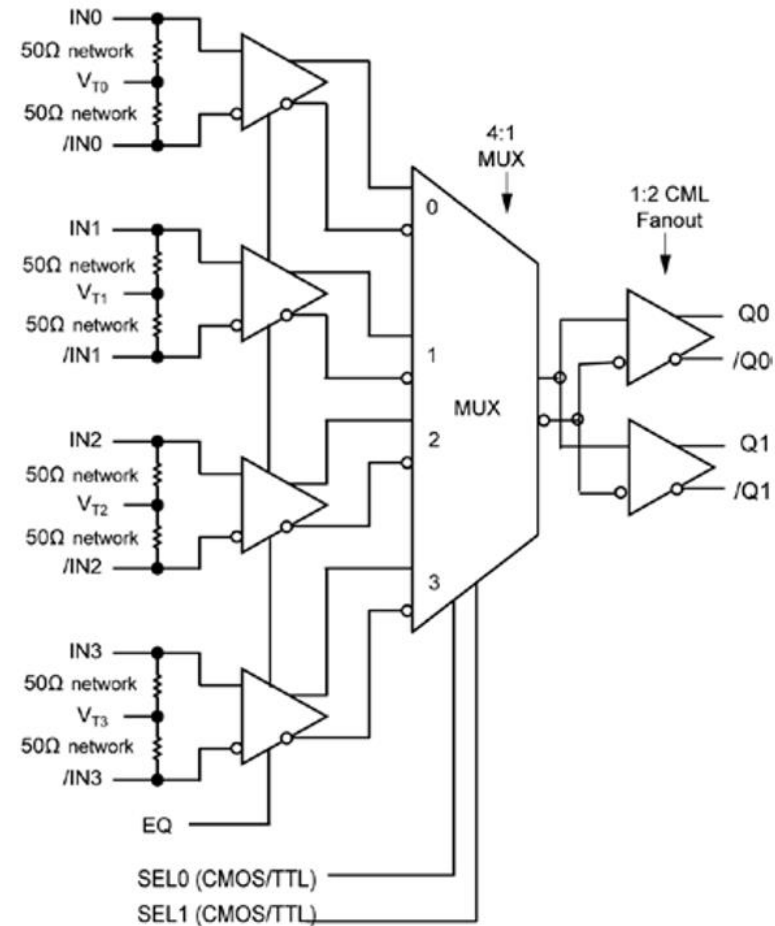 IN0
50Ω network
VT0
50Ω network
/IN0
4:1
MUX
1:2 CML
Fanout
0
IN1
50Ω network
VT1
50Ω network
/IN1
1
MUX
Q0
/Q0
IN2
50Ω network
VT2
50Ω network
/IN2
2
Q1
/Q1
3
IN3
50Ω network
VT3
50Ω network
/IN3
EQ
SEL0 (CMOS/TTL)
SEL1 (CMOS/TTL)